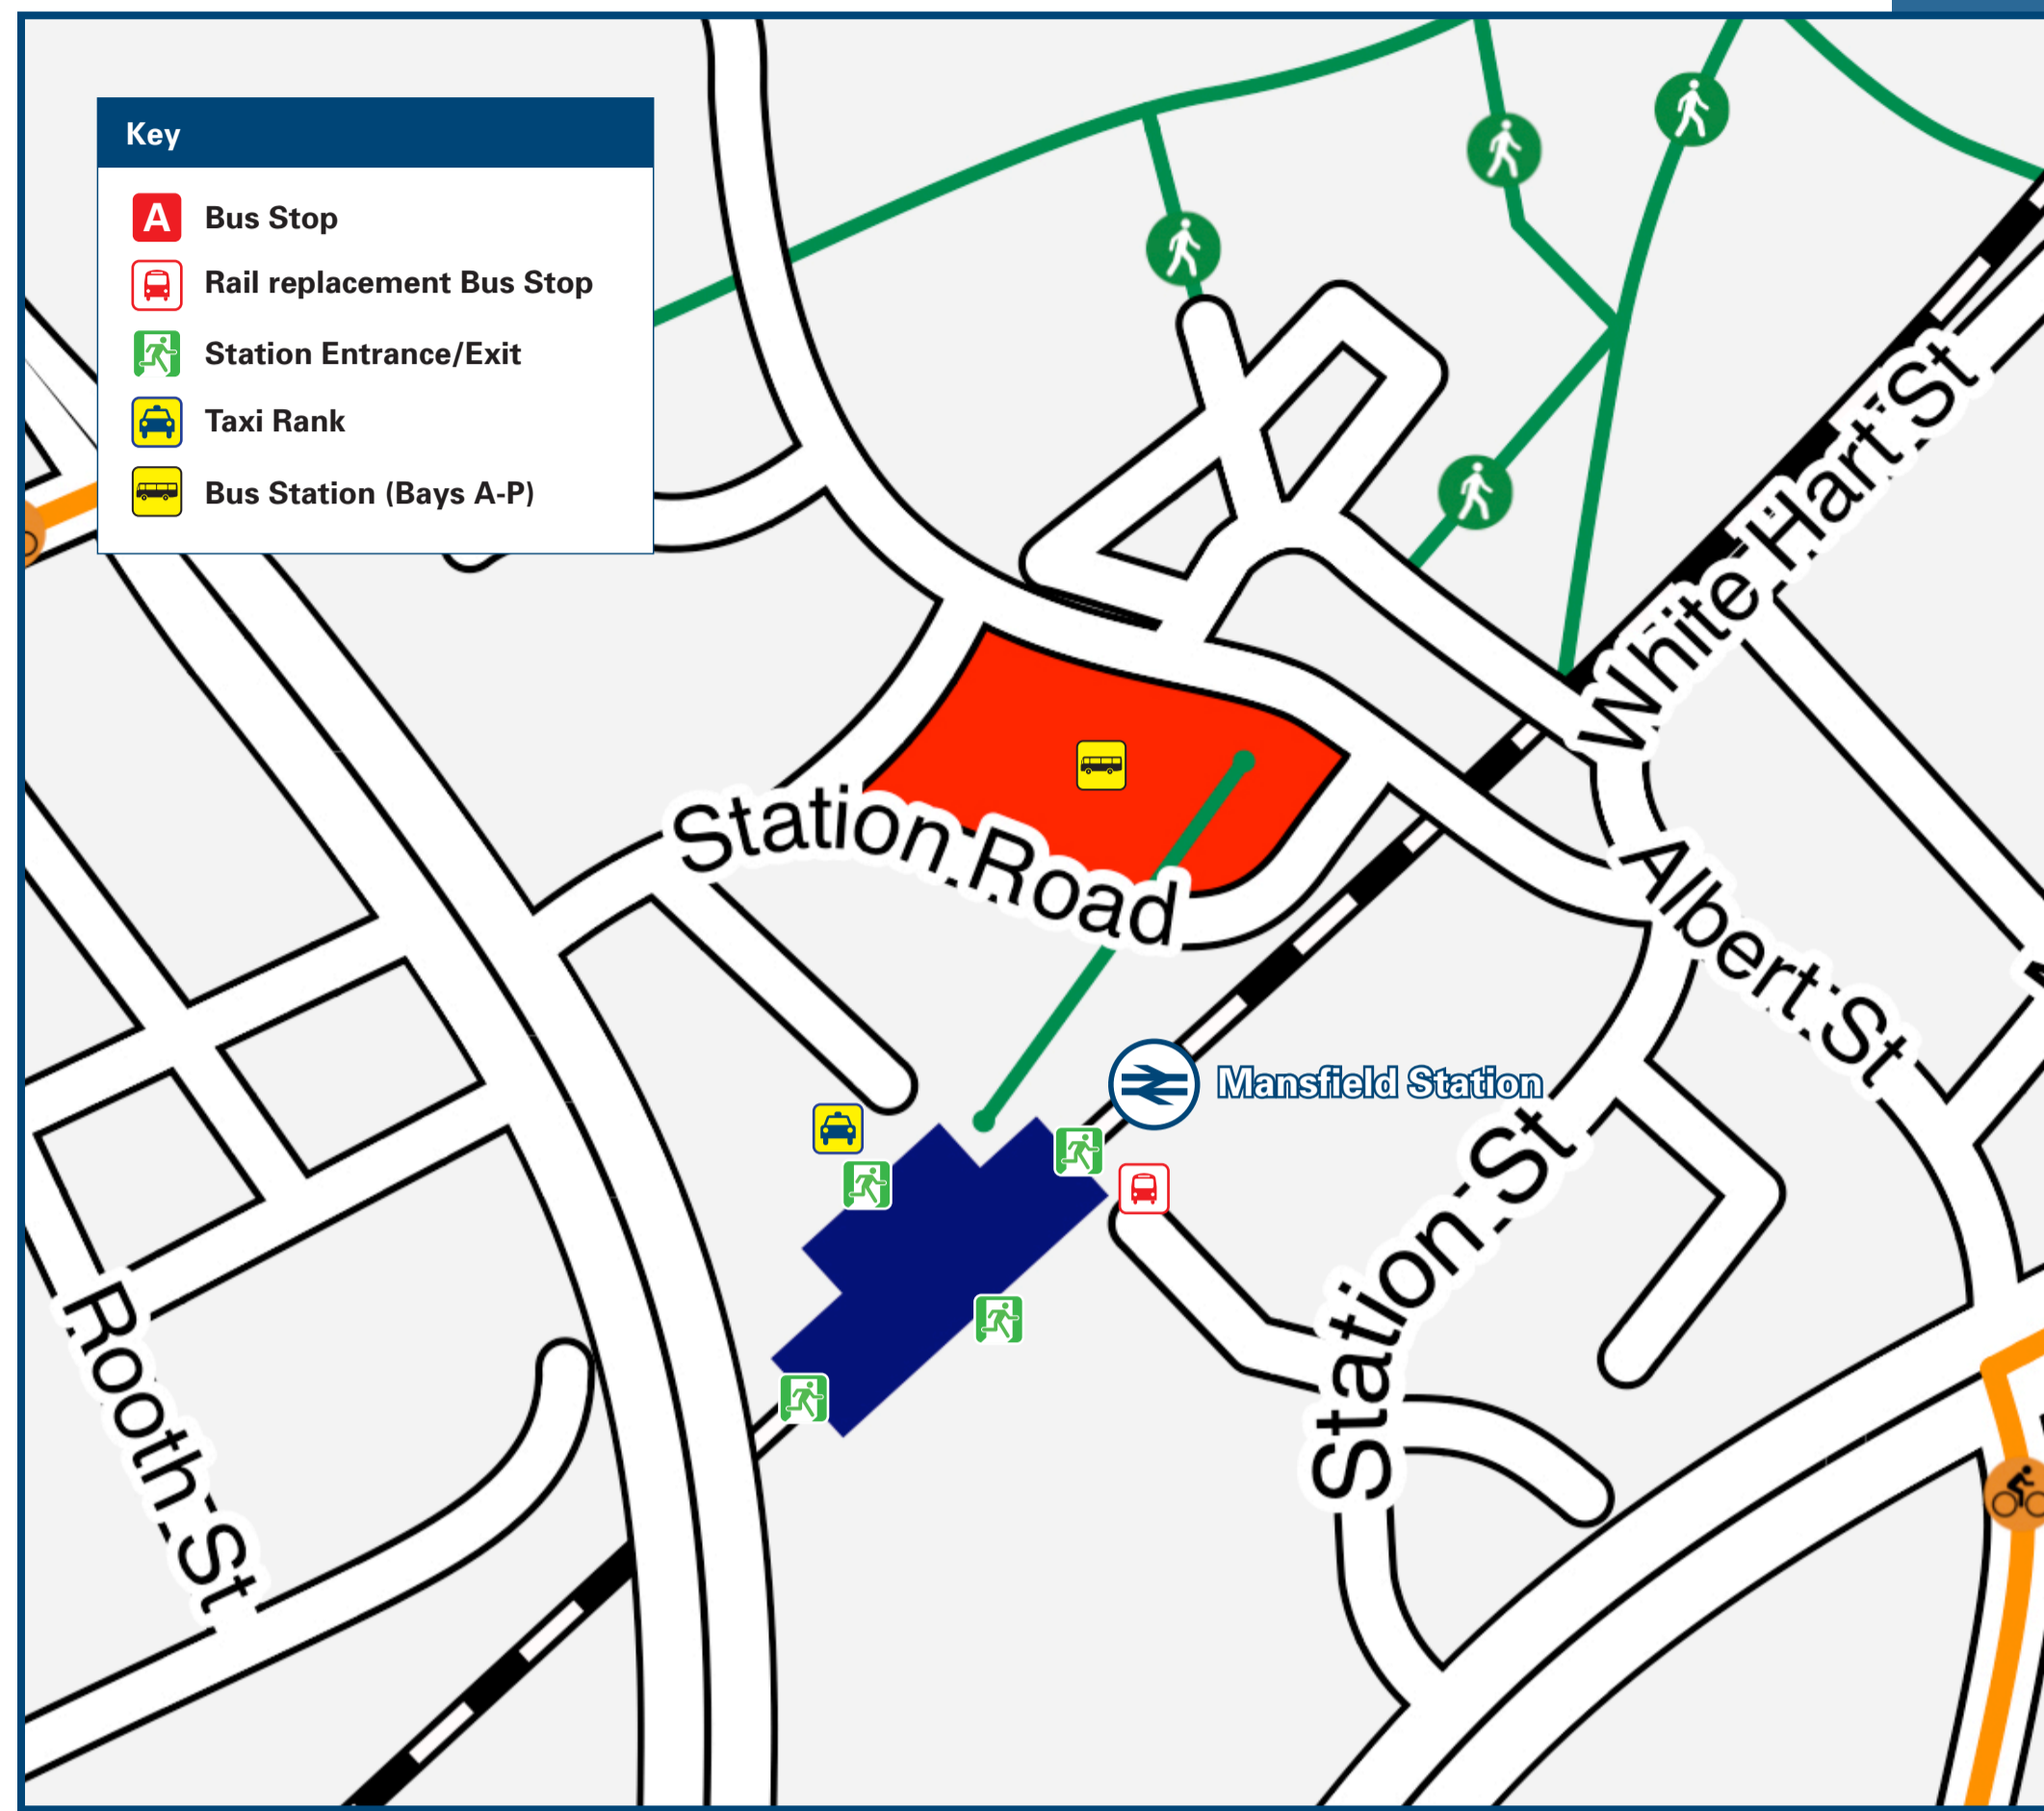 Key
A
Bus Stop
Rail replacement Bus Stop
Station Entrance/Exit
Taxi Rank
Bus Station (Bays A-P)
White Hart St
Station Road
Albert St
Mansfield Station
Station St
Rooth St